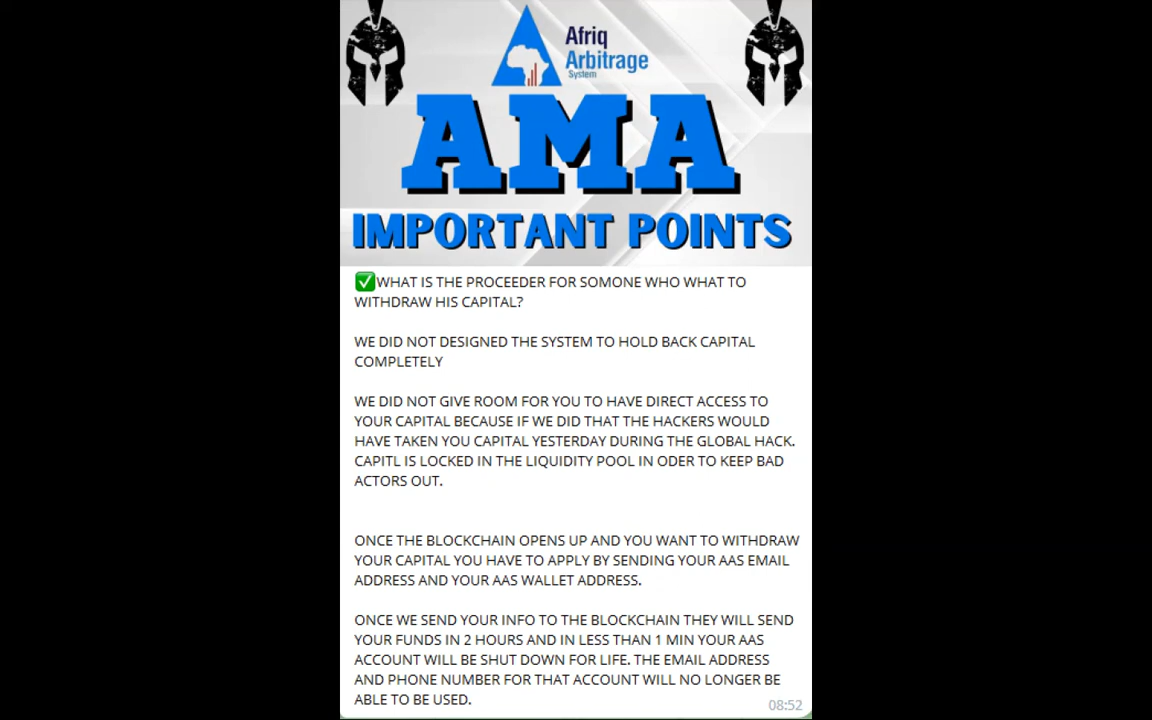 Afriq
Arbitrage
System
AMA
IMPORTANT POINTS
✅WHAT IS THE PROCEEDER FOR SOMONE WHO WHAT TO
WITHDRAW HIS CAPITAL?
WE DID NOT DESIGNED THE SYSTEM TO HOLD BACK CAPITAL
COMPLETELY
WE DID NOT GIVE ROOM FOR YOU TO HAVE DIRECT ACCESS TO
YOUR CAPITAL BECAUSE IF WE DID THAT THE HACKERS WOULD
HAVE TAKEN YOU CAPITAL YESTERDAY DURING THE GLOBAL HACK.
CAPITL IS LOCKED IN THE LIQUIDITY POOL IN ODER TO KEEP BAD
ACTORS OUT.
ONCE THE BLOCKCHAIN OPENS UP AND YOU WANT TO WITHDRAW
YOUR CAPITAL YOU HAVE TO APPLY BY SENDING YOUR AAS EMAIL
ADDRESS AND YOUR AAS WALLET ADDRESS.
ONCE WE SEND YOUR INFO TO THE BLOCKCHAIN THEY WILL SEND
YOUR FUNDS IN 2 HOURS AND IN LESS THAN 1 MIN YOUR AAS
ACCOUNT WILL BE SHUT DOWN FOR LIFE. THE EMAIL ADDRESS
AND PHONE NUMBER FOR THAT ACCOUNT WILL NO LONGER BE
ABLE TO BE USED.
08:52